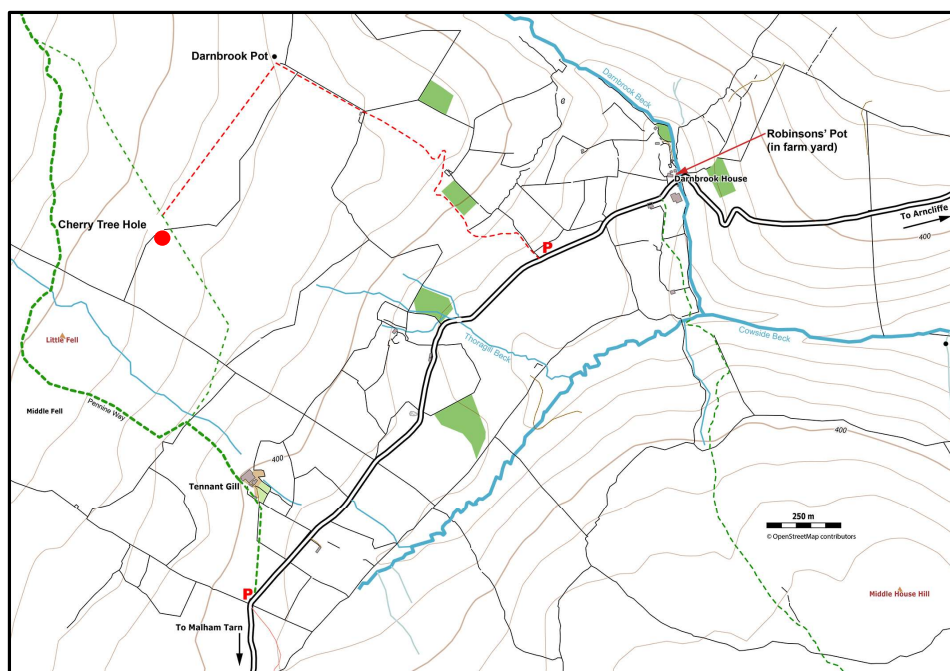 Darnbrook Pot
Darnbrook Beck
Robinsons' Pot
(in farm yard)
Darnbrook House
To Arncliffe
400
Cherry Tree Hole
P
Little Fell
Thoragill Beck
Cowside Beck
Middle Fell
Pennine Way
400
400
Tennant Gill
250 m
© OpenStreetMap contributors
P
Middle House Hill
To Malham Tarn